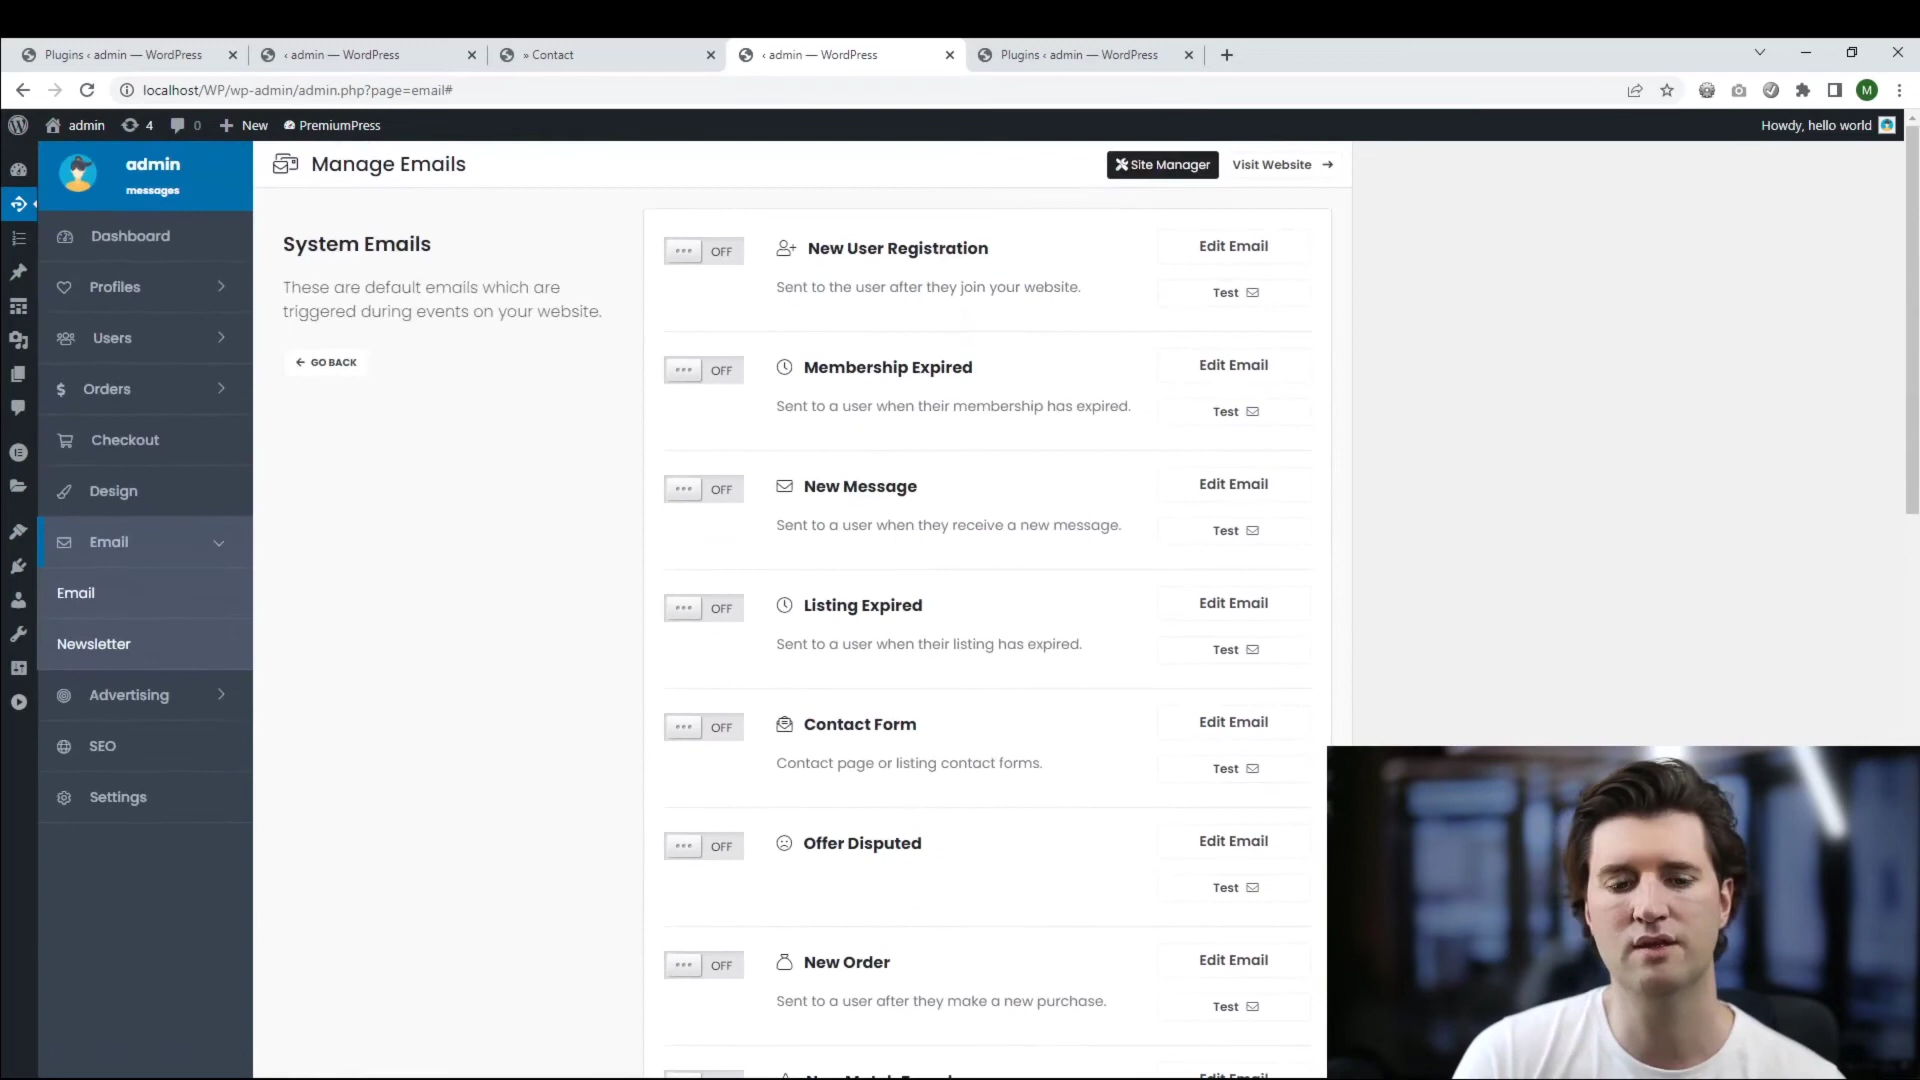 Plugins ‹ admin — WordPress
‹ admin — WordPress
» Contact
‹ admin — WordPress
Plugins ‹ admin — WordPress
localhost/WP/wp-admin/admin.php?page=email#
M
admin
4
0
New
PremiumPress
Howdy, hello world
admin
messages
Dashboard
Profiles
Users
Orders
Checkout
Design
Email
Email
Newsletter
Advertising
SEO
Settings
Manage Emails
Site Manager
Visit Website
System Emails
These are default emails which are
triggered during events on your website.
GO BACK
OFF
New User Registration
Edit Email
Sent to the user after they join your website.
Test
OFF
Membership Expired
Edit Email
Sent to a user when their membership has expired.
Test
OFF
New Message
Edit Email
Sent to a user when they receive a new message.
Test
OFF
Listing Expired
Edit Email
Sent to a user when their listing has expired.
Test
OFF
Contact Form
Edit Email
Contact page or listing contact forms.
Test
OFF
Offer Disputed
Edit Email
Test
OFF
New Order
Edit Email
Sent to a user after they make a new purchase.
Test